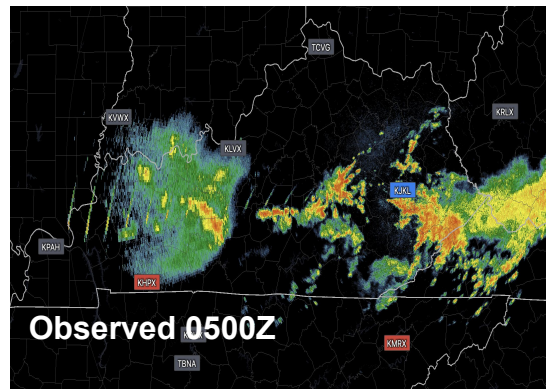 TCVG
KVWX
KRLX
KLVX
KJKL
KPAH
KHPX
Observed 0500Z
KMRX
TBNA